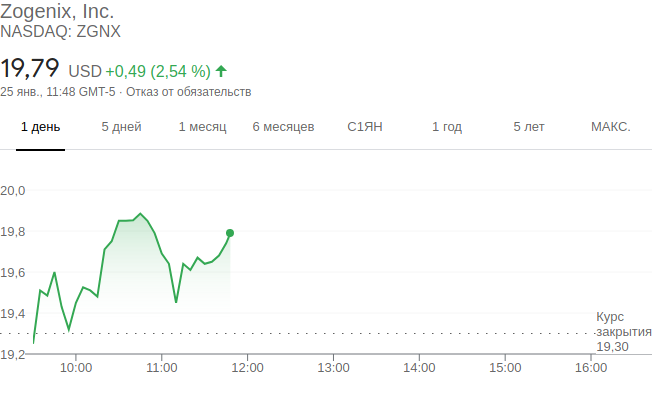 Zogenix, Inc.
NASDAQ: ZGNX
19,79 USD +0,49 (2,54 %)
25 янв., 11:48 GMT-5 · Отказ от обязательств
1 день 5 дней 1 месяц 6 месяцев С1ЯН 1 год 5 лет МАКС.
20,0
19,8
19,6
19,4
Курс
закрытия
19,30
19,2
10:00 11:00 12:00 13:00 14:00 15:00 16:00